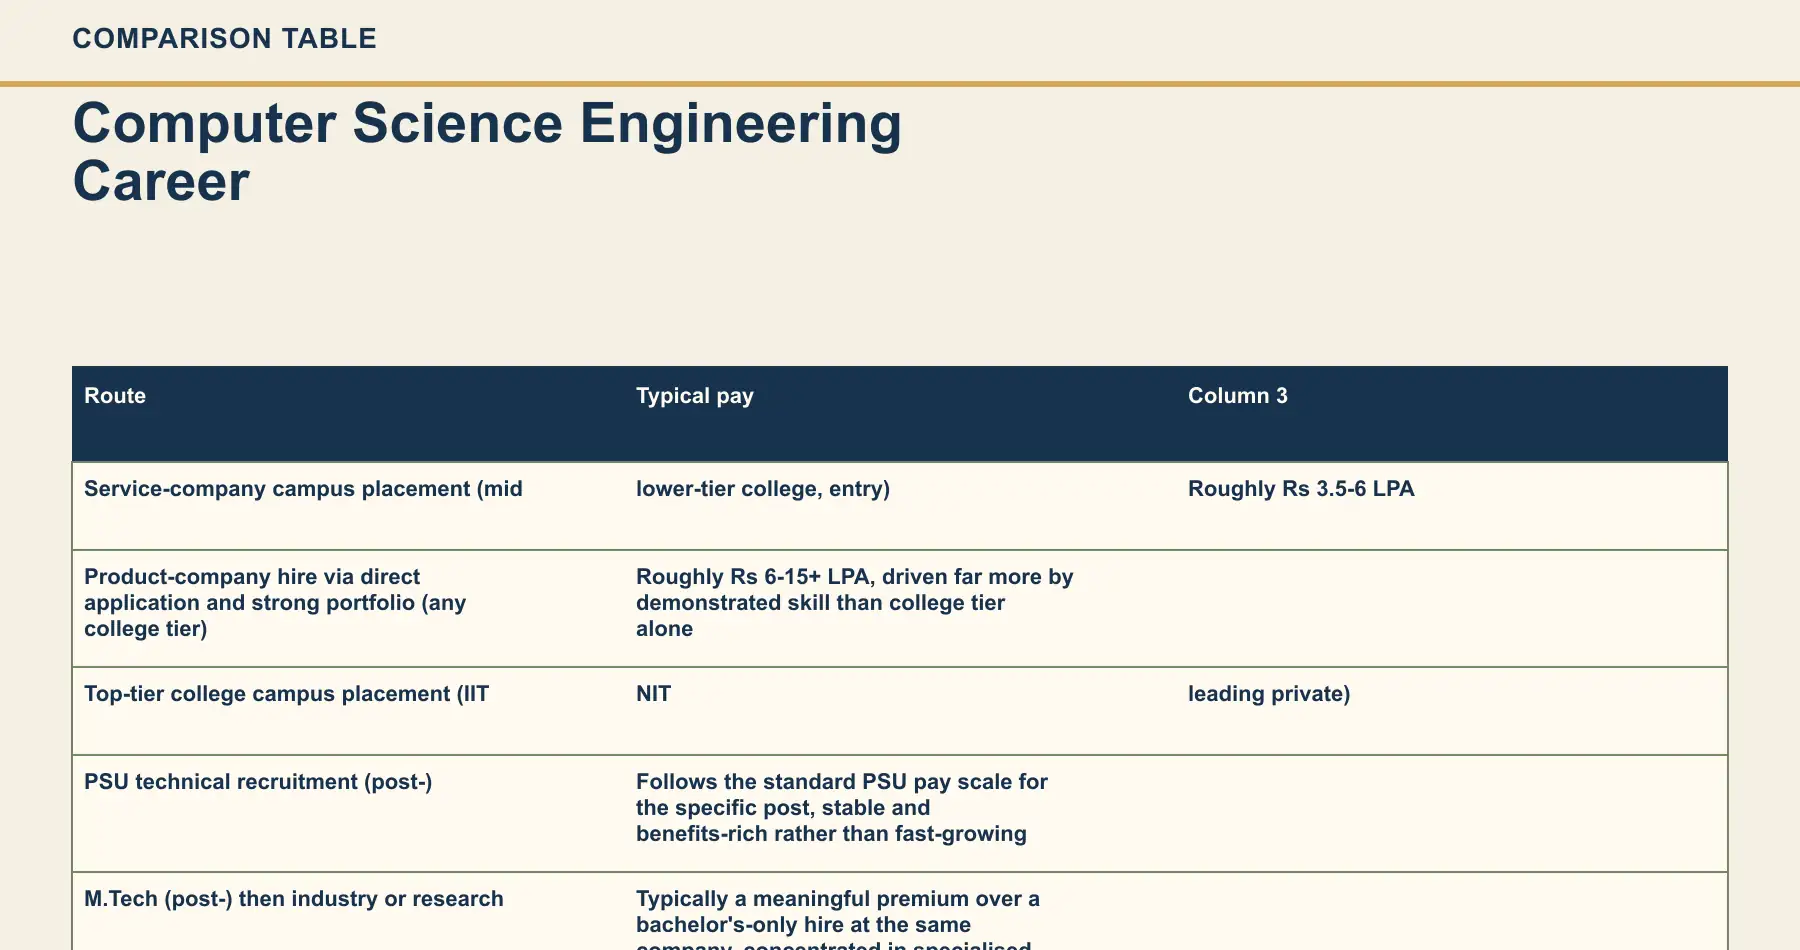 COMPARISON TABLE
Computer Science Engineering
Career
Route
Typical pay
Column 3
Service-company campus placement (mid
lower-tier college, entry)
Roughly Rs 3.5-6 LPA
Product-company hire via direct
application and strong portfolio (any
college tier)
Roughly Rs 6-15+ LPA, driven far more by
demonstrated skill than college tier
alone
Top-tier college campus placement (IIT
NIT
leading private)
PSU technical recruitment (post-)
Follows the standard PSU pay scale for
the specific post, stable and
benefits-rich rather than fast-growing
M.Tech (post-) then industry or research
Typically a meaningful premium over a
bachelor's-only hire at the same
company, concentrated in specialised